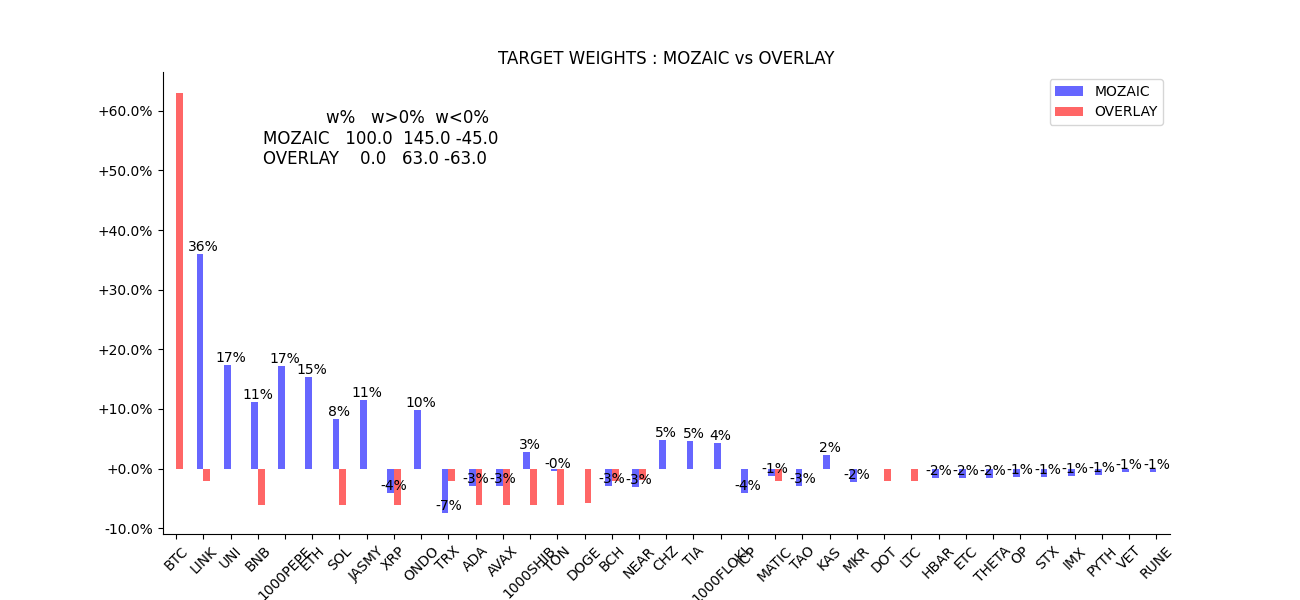 TARGET WEIGHTS : MOZAIC vs OVERLAY
MOZAIC
OVERLAY
w% w>0% w<0%
MOZAIC 100.0 145.0 -45.0
OVERLAY 0.0 63.0 -63.0
+60.0%
+50.0%
+40.0%
+30.0%
+20.0%
+10.0%
+0.0%
-10.0%
36%
17%
11%
17%
15%
8%
11%
-4%
10%
-7%
-3%
-3%
3%
-0%
-3%
-3%
5%
5%
4%
-4%
-1%
-3%
2%
-2%
-2%
-2%
-2%
-1%
-1%
-1%
-1%
-1%
-1%
BTC
LINK
UNI
BNB
1000PEPE
ETH
SOL
JASMY
XRP
ONDO
TRX
ADA
AVAX
1000SHIB
TON
DOGE
BCH
NEAR
CHZ
TIA
1000FLOKI
ICP
MATIC
TAO
KAS
MKR
DOT
LTC
HBAR
ETC
THETA
OP
STX
IMX
PYTH
VET
RUNE